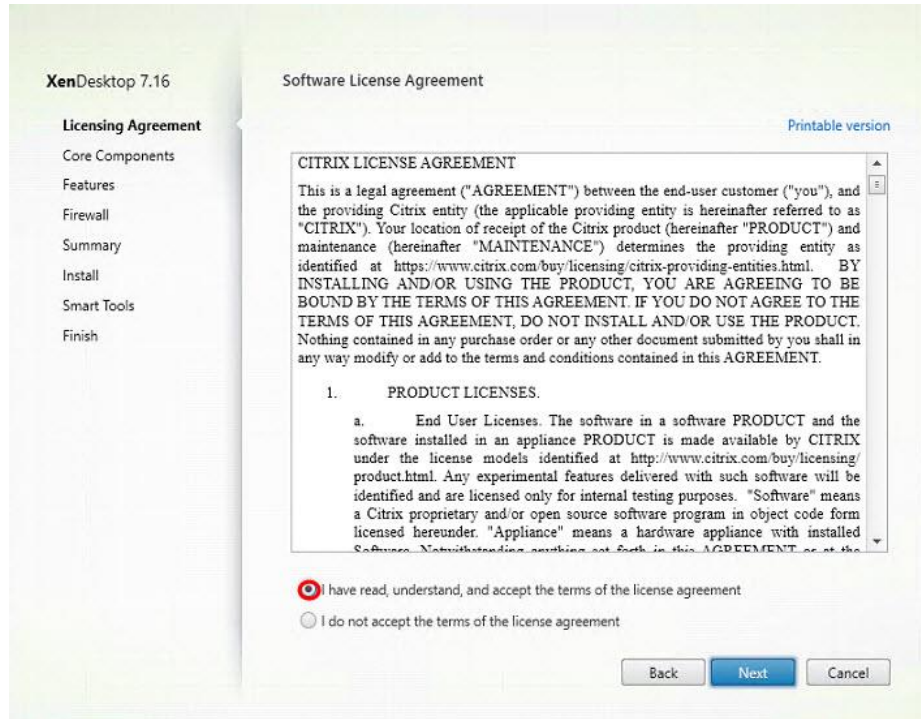 XenDesktop 7.16
Licensing Agreement
Core Components
Features
Firewall
Summary
Install
Smart Tools
Finish
Software License Agreement
Printable version
CITRIX LICENSE AGREEMENT
This is a legal agreement ("AGREEMENT") between the end-user customer ("you"), and
the providing Citrix entity (the applicable providing entity is hereinafter referred to as
"CITRIX"). Your location of receipt of the Citrix product (hereinafter "PRODUCT") and
maintenance (hereinafter "MAINTENANCE") determines the providing entity as
identified at https://www.citrix.com/buy/licensing/citrix-providing-entities.html. BY
INSTALLING AND/OR USING THE PRODUCT, YOU ARE AGREEING TO BE
BOUND BY THE TERMS OF THIS AGREEMENT. IF YOU DO NOT AGREE TO THE
TERMS OF THIS AGREEMENT, DO NOT INSTALL AND/OR USE THE PRODUCT.
Nothing contained in any purchase order or any other document submitted by you shall in
any way modify or add to the terms and conditions contained in this AGREEMENT.
1. PRODUCT LICENSES.
a. End User Licenses. The software in a software PRODUCT and the
software installed in an appliance PRODUCT is made available by CITRIX
under the license models identified at http://www.citrix.com/buy/licensing/
product.html. Any experimental features delivered with such software will be
identified and are licensed only for internal testing purposes. "Software" means
a Citrix proprietary and/or open source software program in object code form
licensed hereunder. "Appliance" means a hardware appliance with installed
Software. Notwithstanding anything set forth in this AGREEMENT or at the
I have read, understand, and accept the terms of the license agreement
I do not accept the terms of the license agreement
Back
Next
Cancel